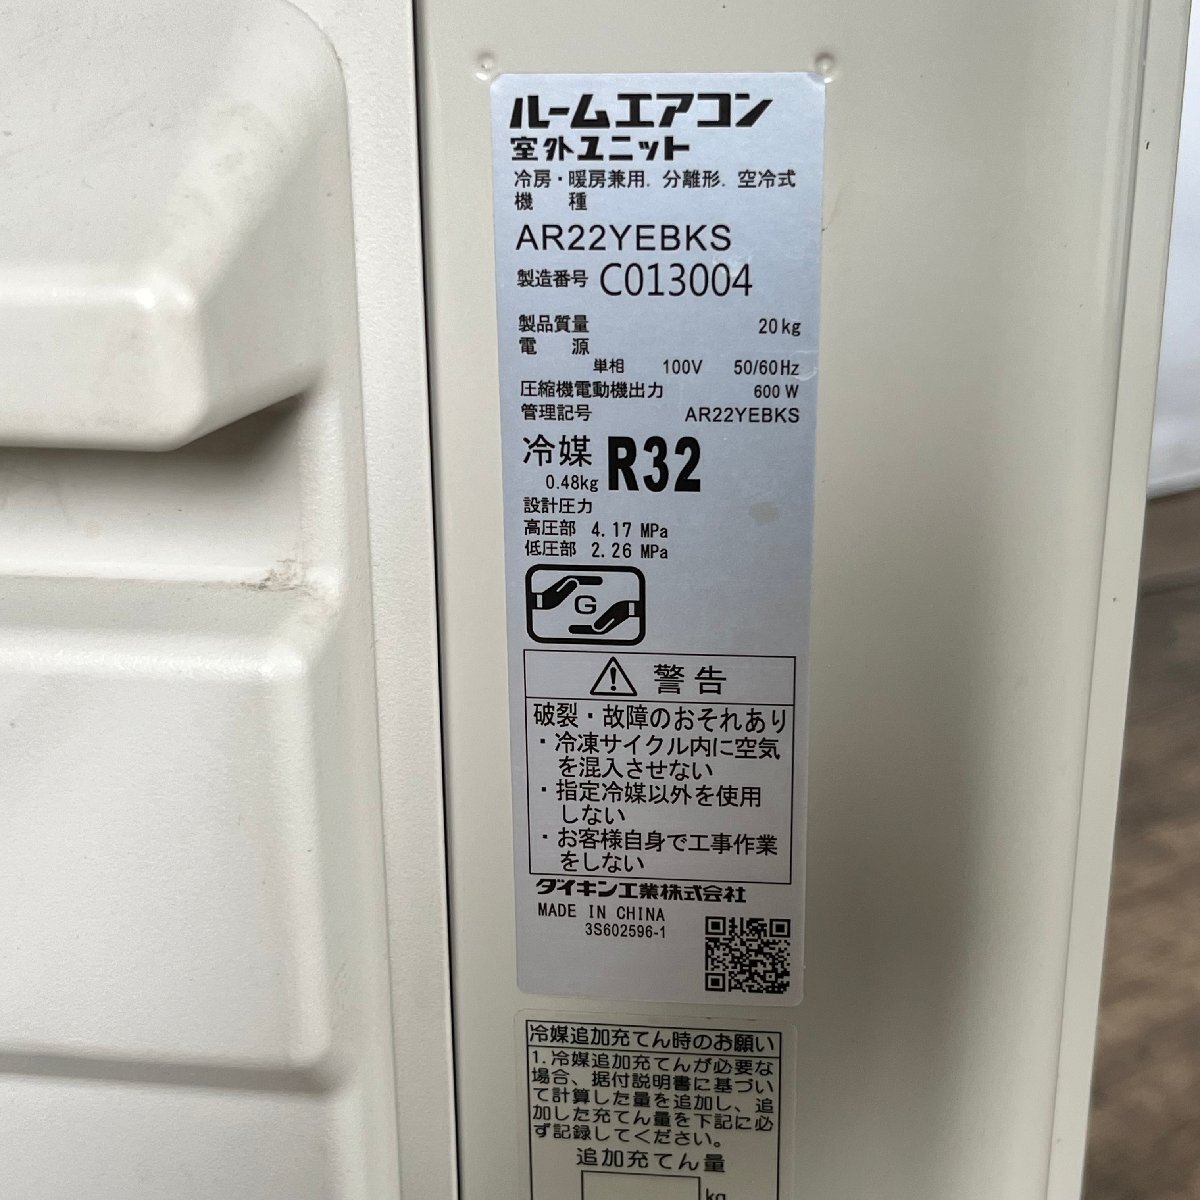 ルームエアコン
室外ユニット
冷房・暖房兼用. 分離形. 空冷式
機 種
AR22YEBKS
製造番号 C013004
製品質量 20kg
電 源
単相 100V 50/60Hz
圧縮機電動機出力 600 W
管理記号 AR22YEBKS
冷媒 R32
0.48kg
設計圧力
高圧部 4.17 MPa
低圧部 2.26 MPa
G
警告
破裂・故障のおそれあり
・冷凍サイクル内に空気
を混入させない
・指定冷媒以外を使用
しない
・お客様自身で工事作業
をしない
ダイキン工業株式会社
MADE IN CHINA
3S602596-1
冷媒追加充てん時のお願い
1. 冷媒追加充てんが必要な
場合、据付説明書に基づい
て計算した量を追加し、追
加した充てん量を下記に必
ず記録してください。
追加充てん量
kg